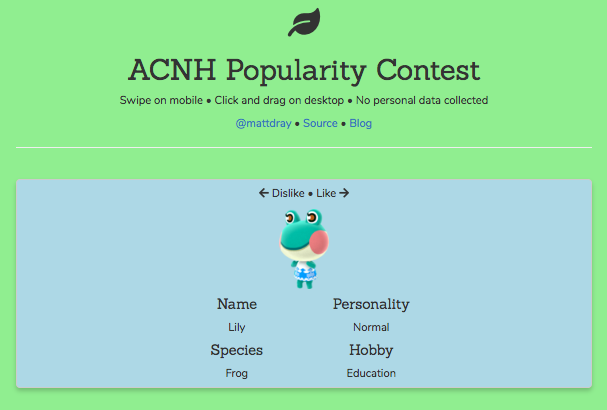 ACNH Popularity Contest
Swipe on mobile • Click and drag on desktop • No personal data collected
@mattdray • Source • Blog
← Dislike • Like →
Name Personality
Lily Normal
Species Hobby
Frog Education